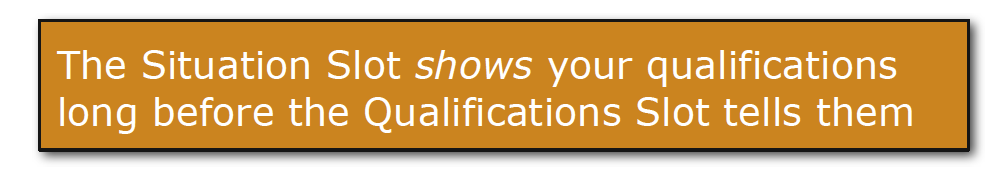 The Situation Slot shows your qualifications
long before the Qualifications Slot tells them